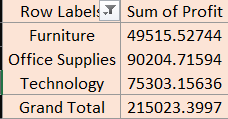 Row Labels Sum of Profit
Furniture 49515.52744
Office Supplies 90204.71594
Technology 75303.15636
Grand Total 215023.3997